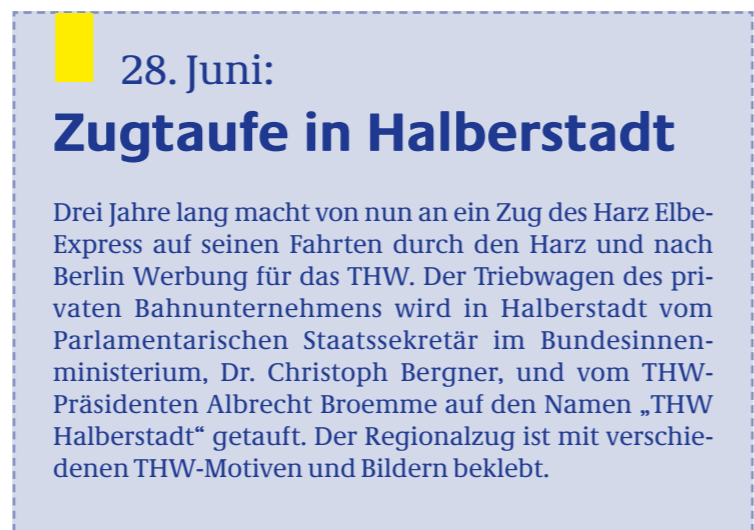 28. Juni:
Zugtaufe in Halberstadt
Drei Jahre lang macht von nun an ein Zug des Harz Elbe-
Express auf seinen Fahrten durch den Harz und nach
Berlin Werbung für das THW. Der Triebwagen des pri-
vaten Bahnunternehmens wird in Halberstadt vom
Parlamentarischen Staatssekretär im Bundesinnen-
ministerium, Dr. Christoph Bergner, und vom THW-
Präsidenten Albrecht Broemme auf den Namen „THW
Halberstadt“ getauft. Der Regionalzug ist mit verschie-
denen THW-Motiven und Bildern beklebt.